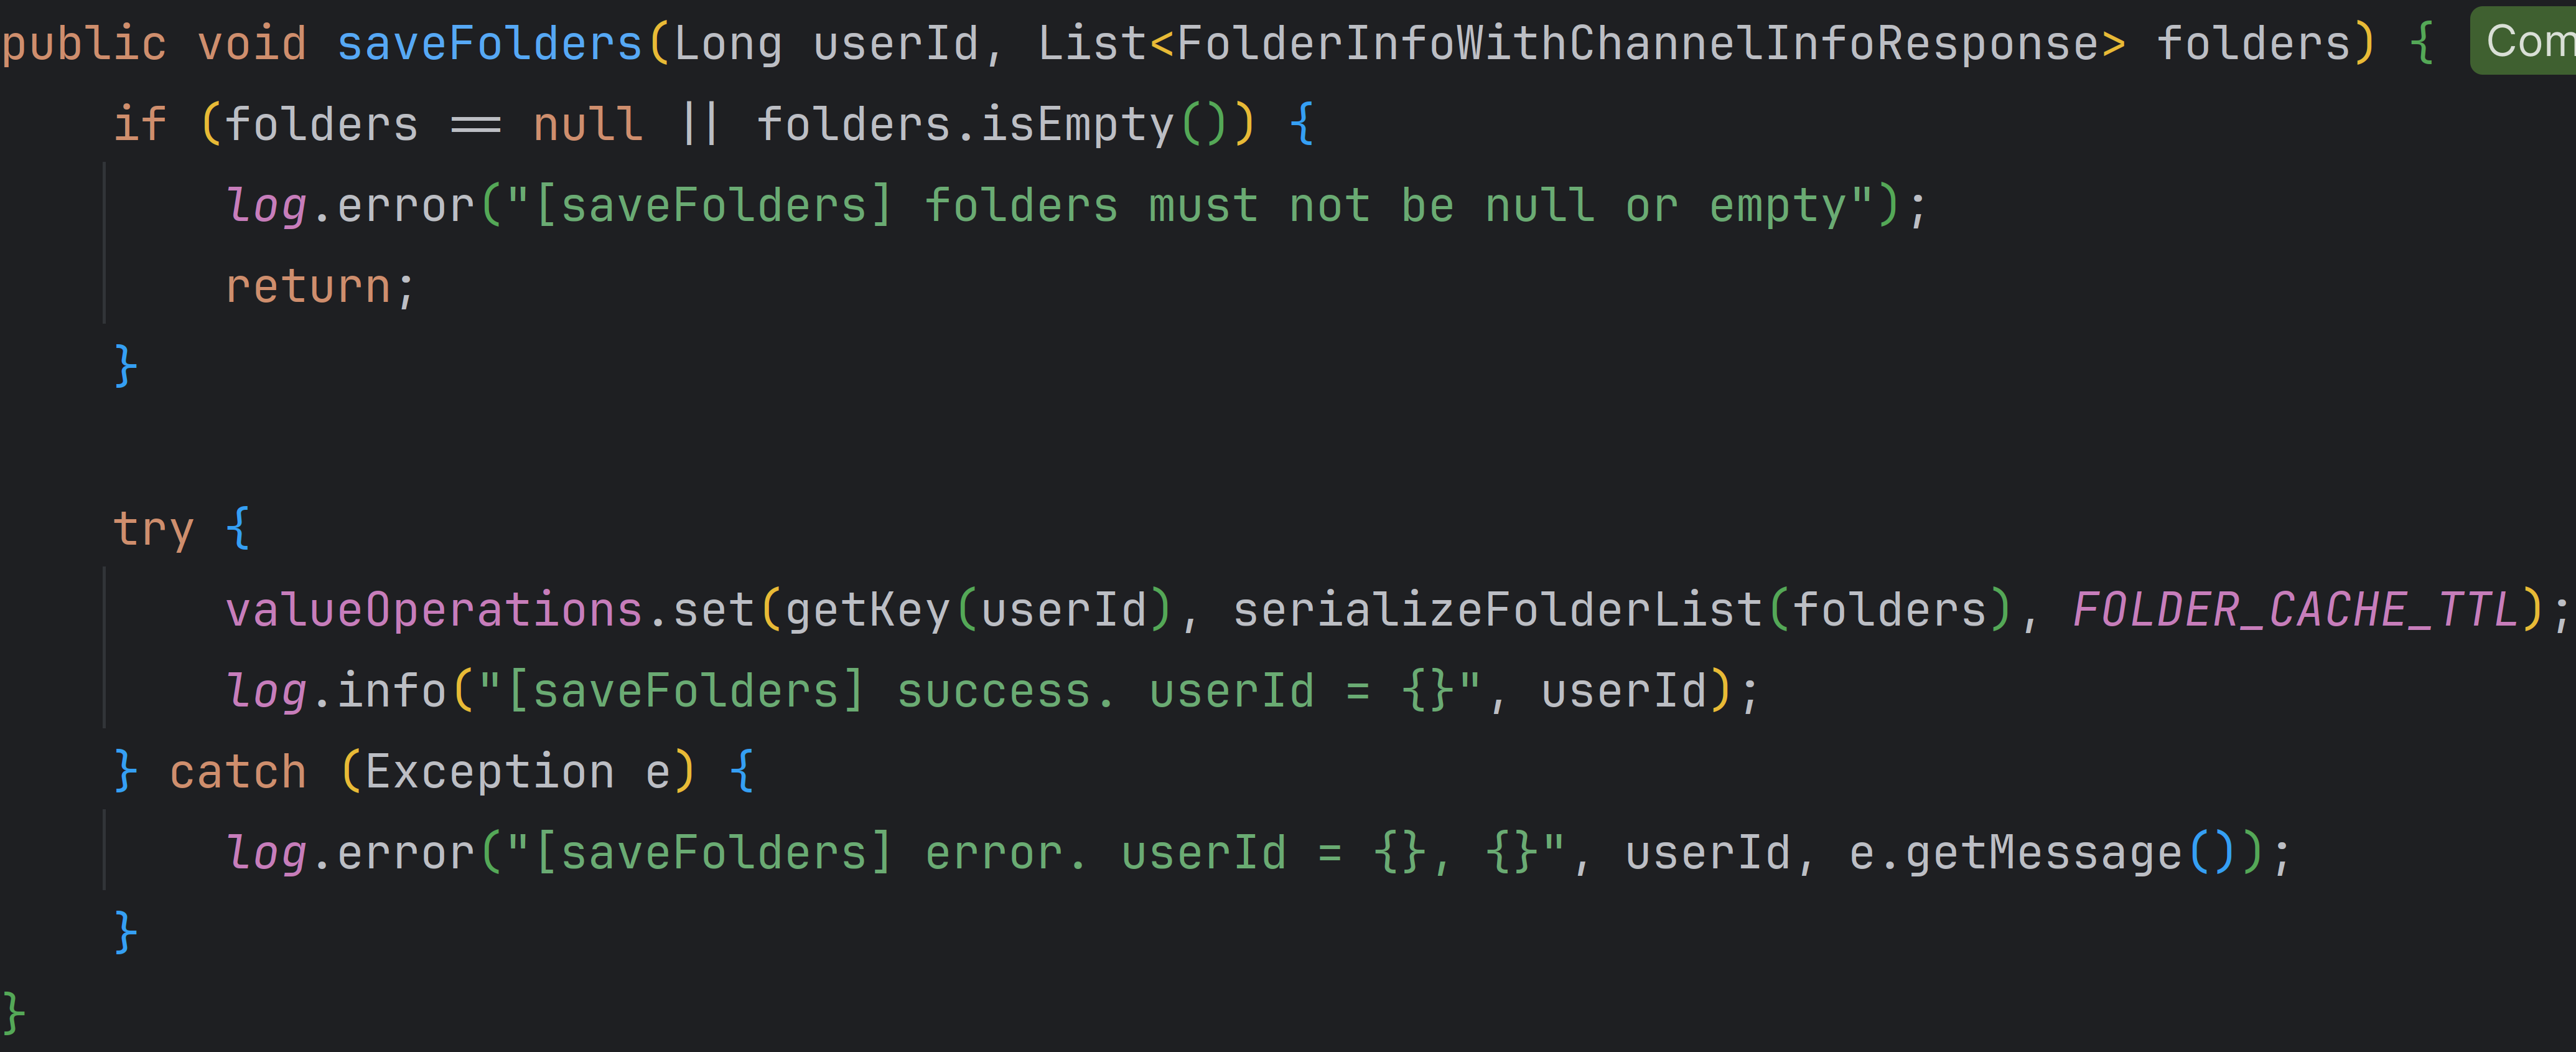 public void saveFolders(Long userId, List<FolderInfoWithChannelInfoResponse> folders) { Com
if (folders == null || folders.isEmpty()) {
log.error("[saveFolders] folders must not be null or empty");
return;
}
try {
valueOperations.set(getKey(userId), serializeFolderList(folders), FOLDER_CACHE_TTL);
log.info("[saveFolders] success. userId = {}", userId);
} catch (Exception e) {
log.error("[saveFolders] error. userId = {}, {}", userId, e.getMessage());
}
}